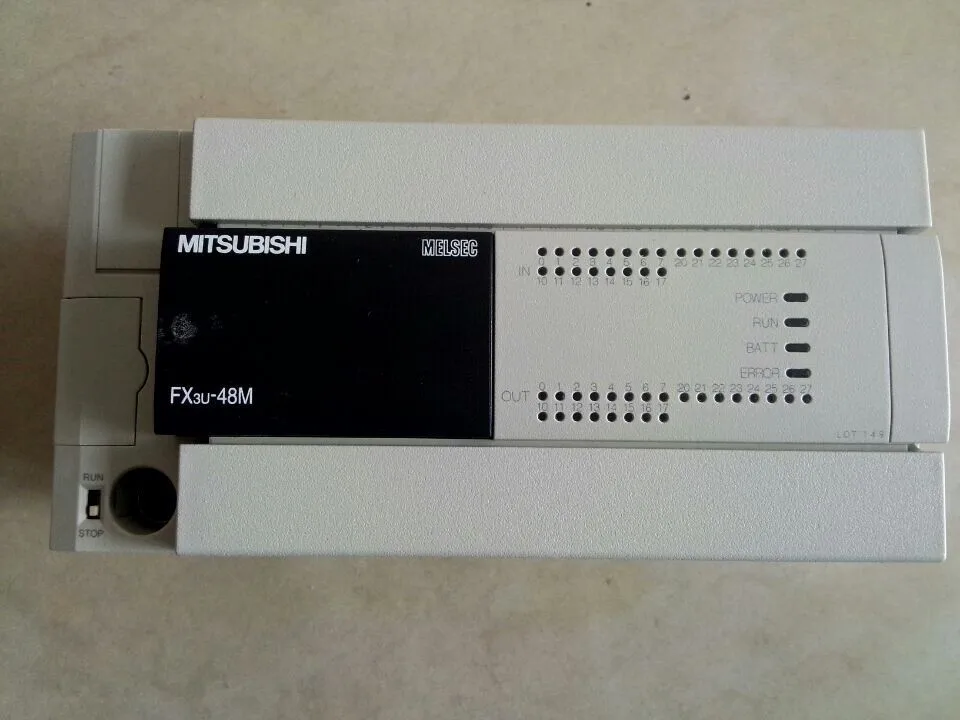 MITSUBISHI
MELSEC
FX3U-48M
IN
0 1 2 3 4 5 6 7 20 21 22 23 24 25 26 27
10 11 12 13 14 15 16 17
POWER
RUN
BATT
ERROR
OUT
0 1 2 3 4 5 6 7 20 21 22 23 24 25 26 27
10 11 12 13 14 15 16 17
LOT 149
RUN
STOP